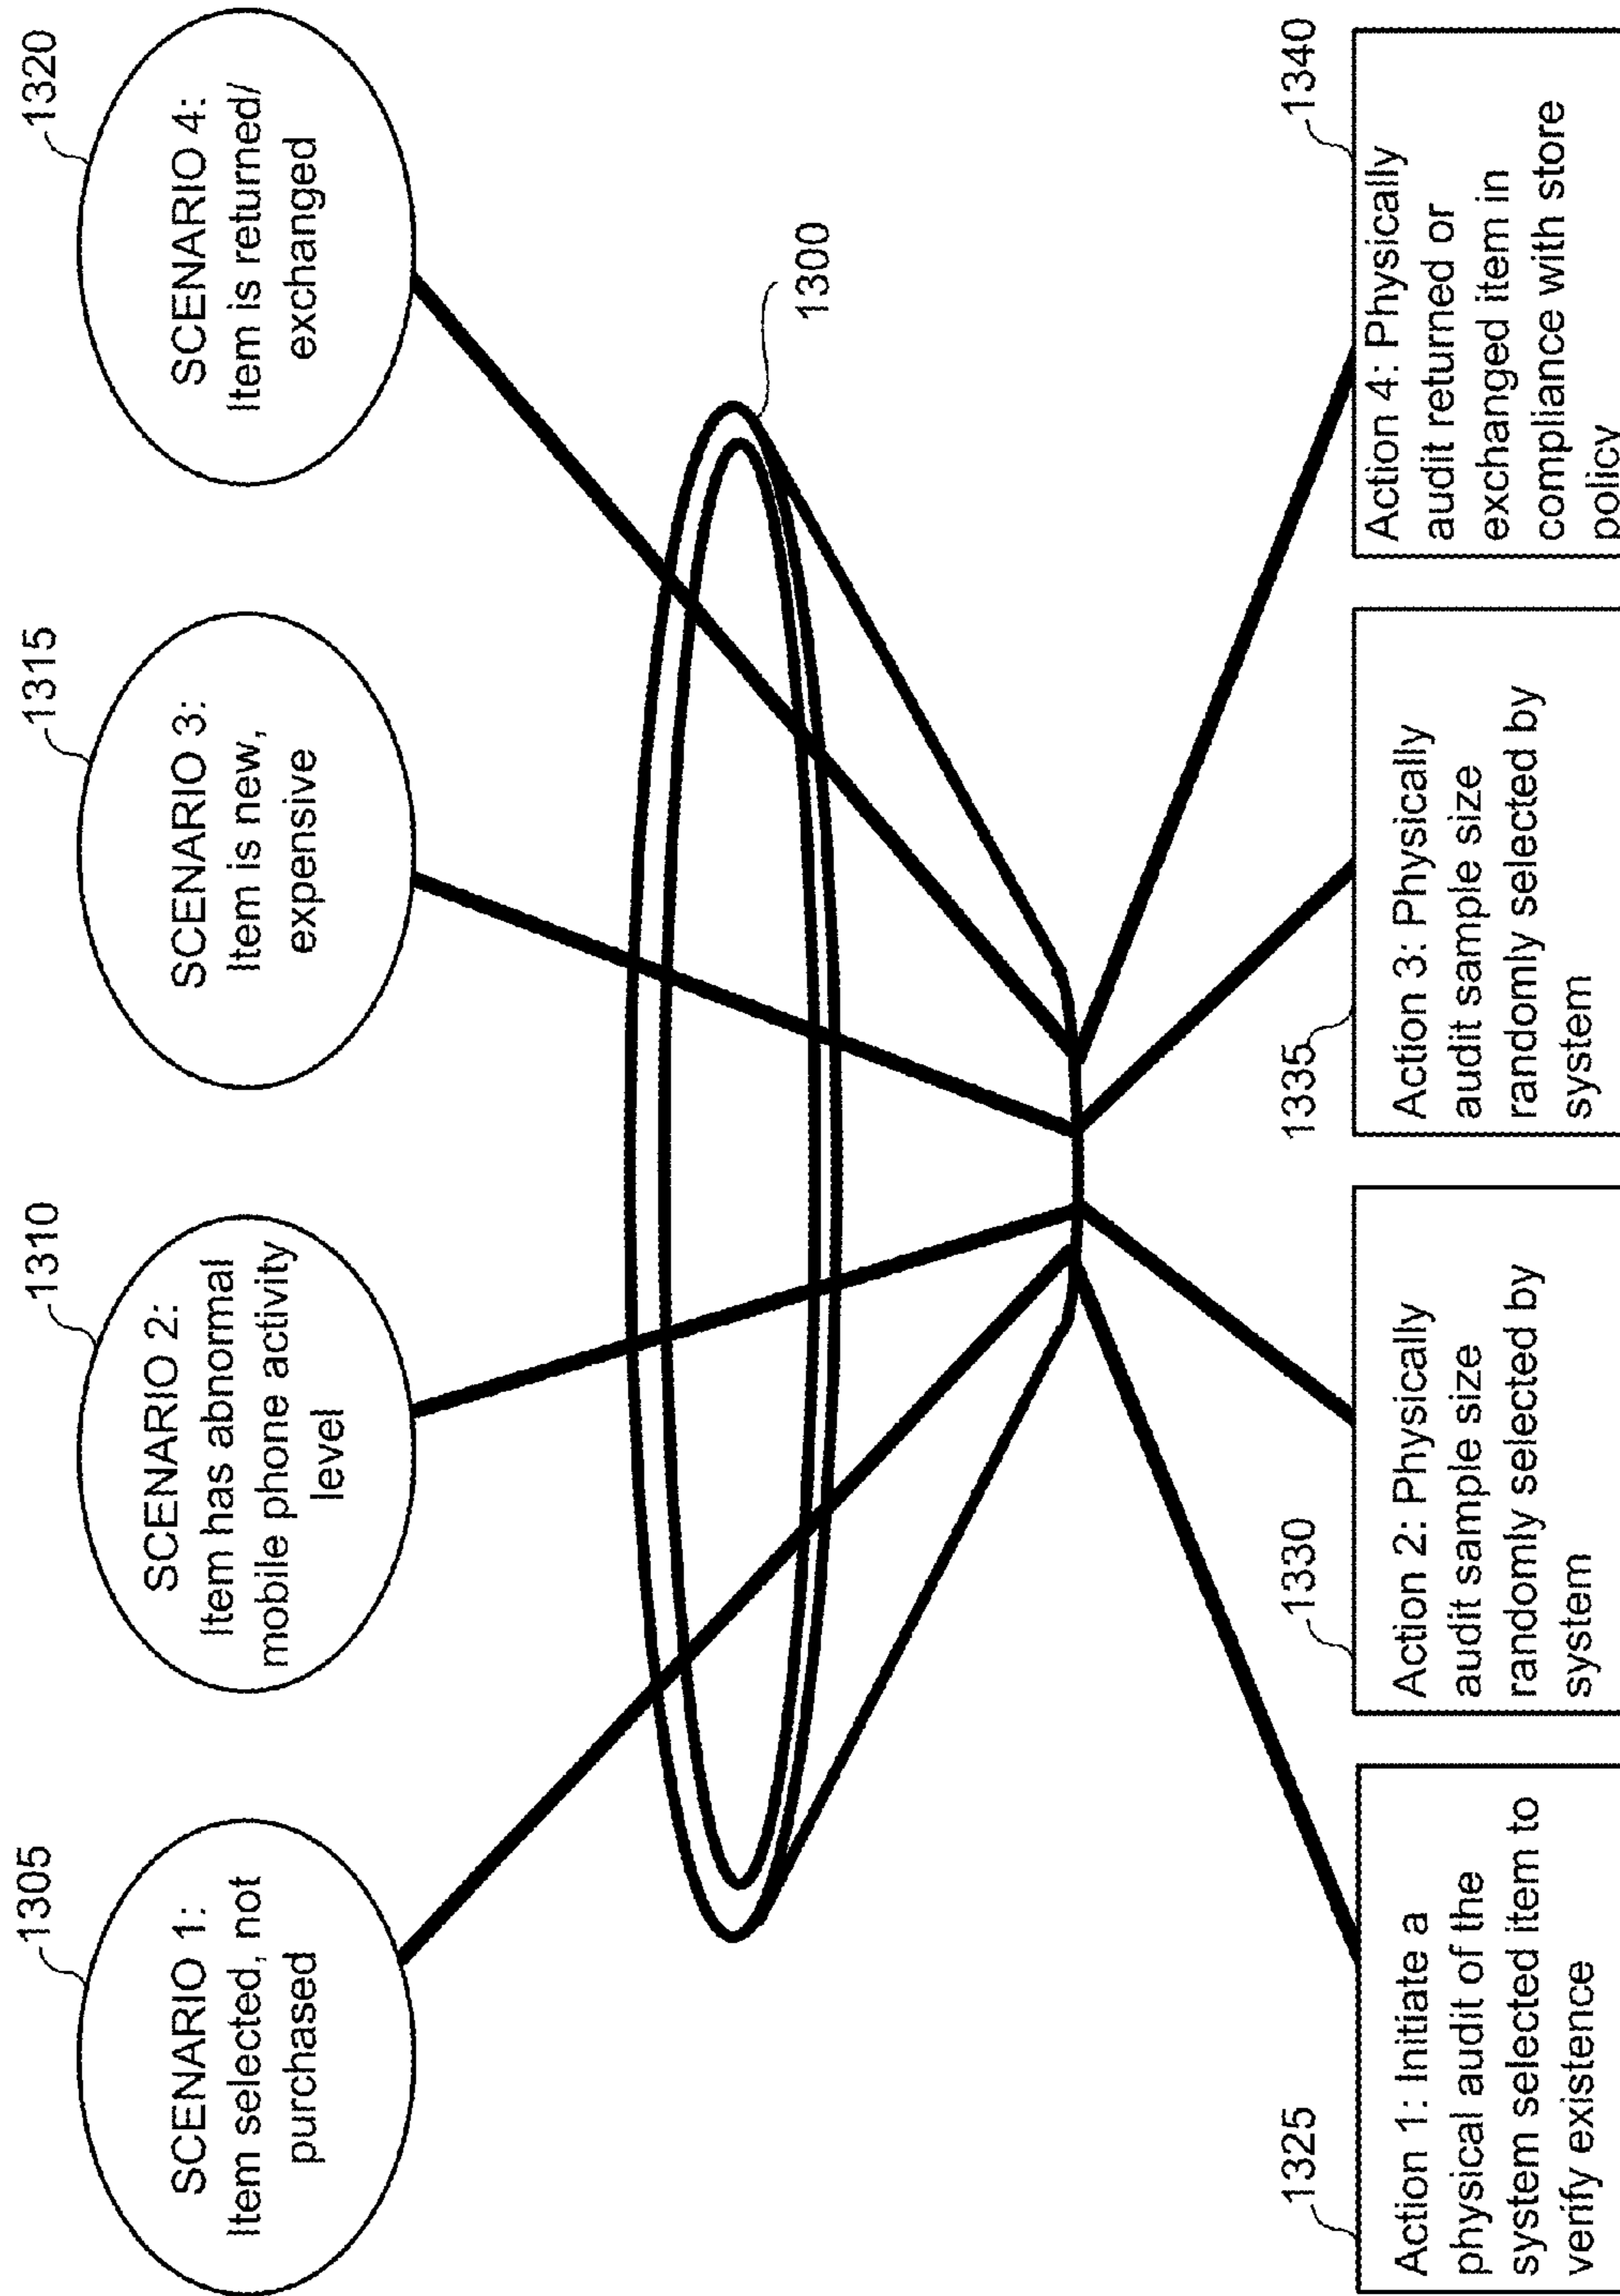 1305
SCENARIO 1:
Item selected, not
purchased
1310
SCENARIO 2:
Item has abnormal
mobile phone activity
level
1315
SCENARIO 3:
Item is new,
expensive
1320
SCENARIO 4:
Item is returned/
exchanged
1300
1325
Action 1: Initiate a
physical audit of the
system selected item to
verify existence
1330
Action 2: Physically
audit sample size
randomly selected by
system
1335
Action 3: Physically
audit sample size
randomly selected by
system
1340
Action 4: Physically
audit returned or
exchanged item in
compliance with store
policy